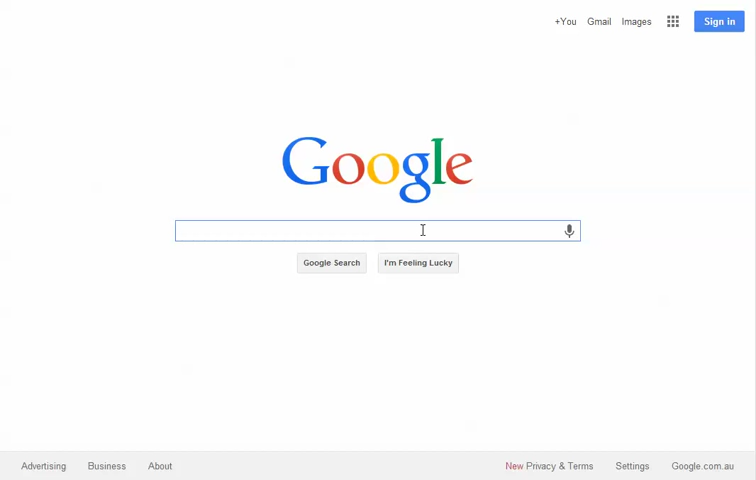 +You Gmail Images Sign in
Google
Google Search I'm Feeling Lucky
Advertising Business About New Privacy & Terms Settings Google.com.au